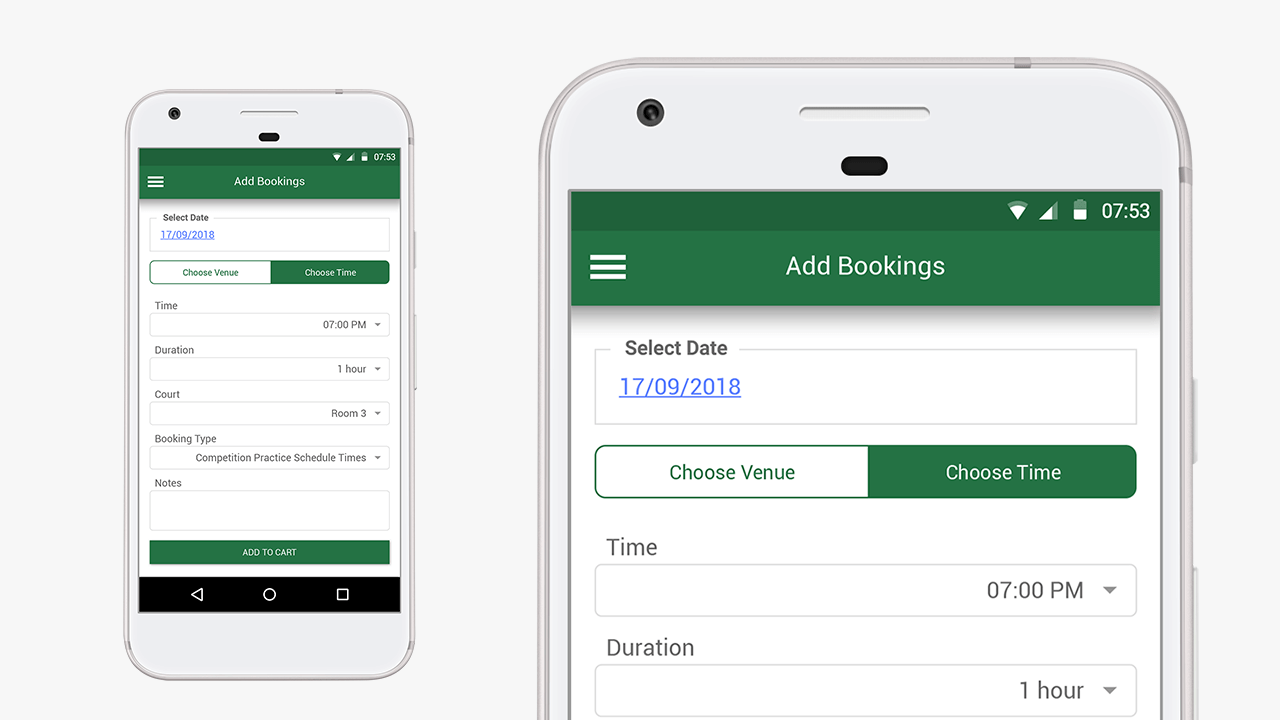 07:53
Add Bookings
Select Date
17/09/2018
Choose Venue Choose Time
Time
07:00 PM
Duration
1 hour
Court
Room 3
Booking Type
Competition Practice Schedule Times
Notes
ADD TO CART
07:53
Add Bookings
Select Date
17/09/2018
Choose Venue Choose Time
Time
07:00 PM
Duration
1 hour